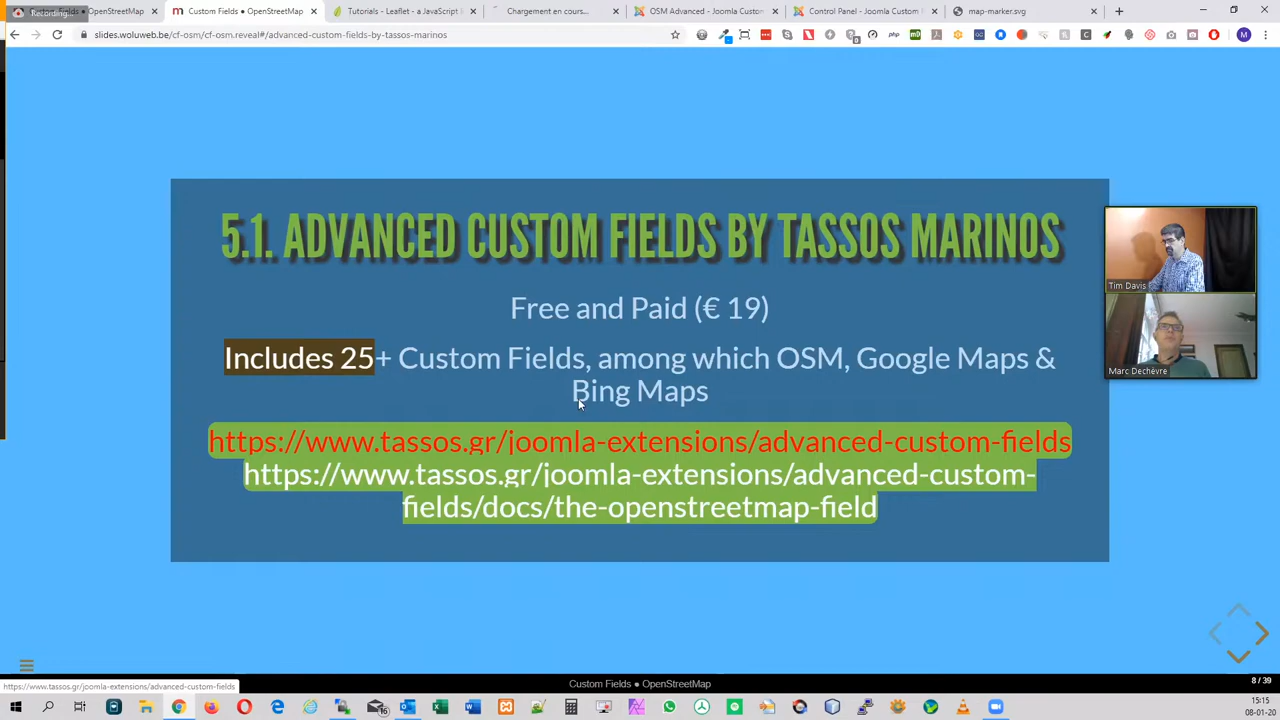 Recording...
Custom Fields ● OpenStreetMap
Custom Fields ● OpenStreetMap
Tutorials - Leaflet - a JavaScript
Chargement en cours...
OSM Advanced - Joomla
Control Panel - Joomla Custom
map-marker.svg
slides.woluweb.be/cf-osm/cf-osm.reveal#/advanced-custom-fields-by-tassos-marinos
5.1. ADVANCED CUSTOM FIELDS BY TASSOS MARINOS
Free and Paid (€ 19)
Includes 25+ Custom Fields, among which OSM, Google Maps &
Bing Maps
https://www.tassos.gr/joomla-extensions/advanced-custom-fields
https://www.tassos.gr/joomla-extensions/advanced-custom-
fields/docs/the-openstreetmap-field
Tim Davis
Marc Dechèvre
https://www.tassos.gr/joomla-extensions/advanced-custom-fields
Custom Fields ● OpenStreetMap
8 / 39
15:15
08-01-20